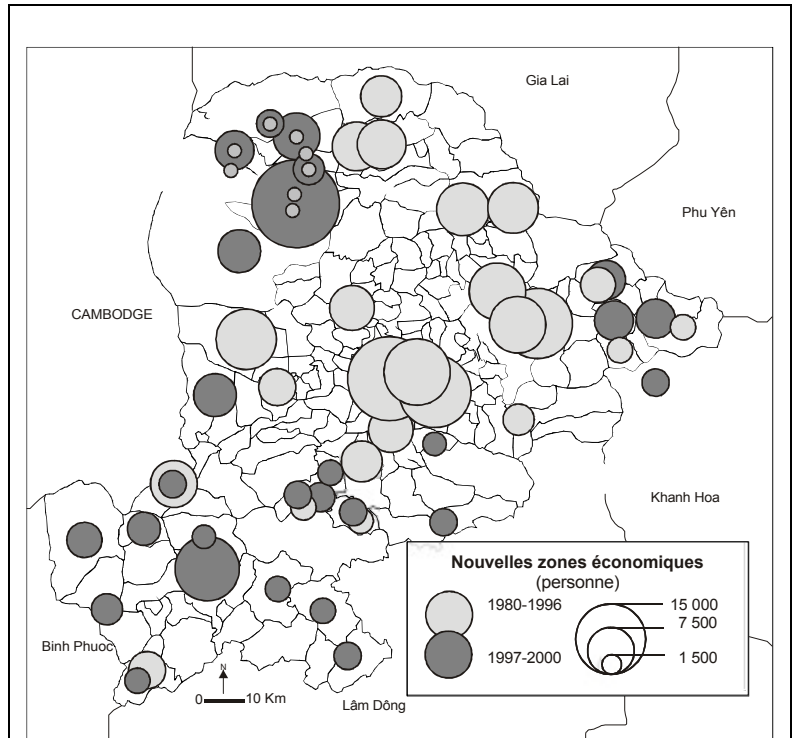 Gia Lai
Phu Yên
CAMBODGE
Khanh Hoa
Nouvelles zones économiques
(personne)
1980-1996
15 000
7 500
1997-2000
1 500
Binh Phuoc
N
0 10 Km
Lâm Dông